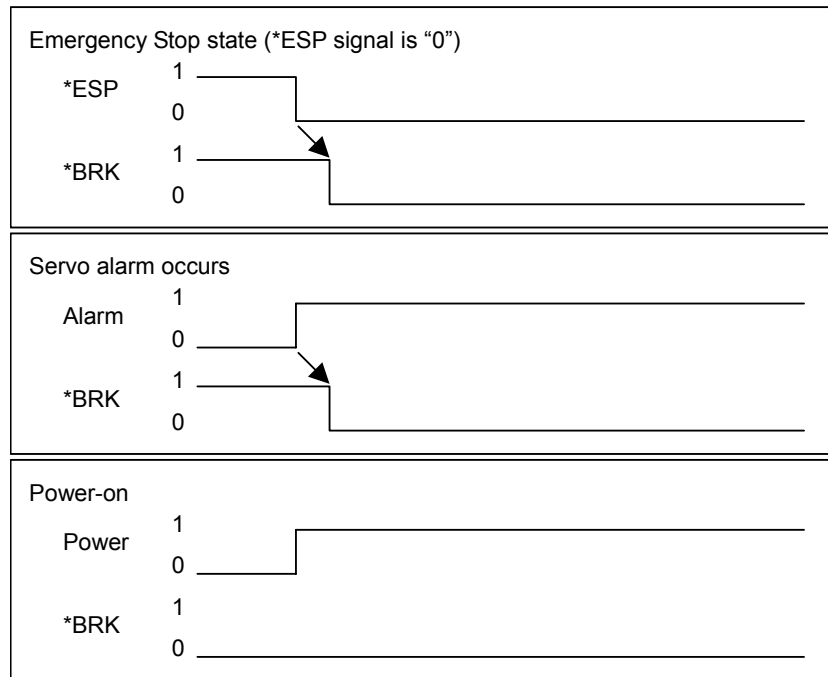 Emergency Stop state (*ESP signal is “0”)
*ESP
1
0
*BRK
1
0
Servo alarm occurs
Alarm
1
0
*BRK
1
0
Power-on
Power
1
0
*BRK
1
0